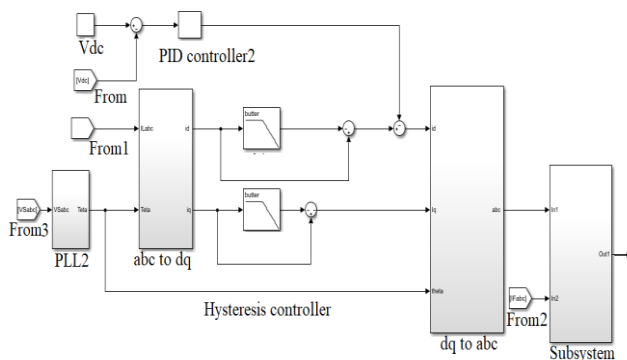 Vdc
PID controller2
[Vdc]
From
butter
id
ILabc
id
From1
[VSabc]
VSabc
Teta
Teta
iq
butter
Iq
abc
In1
Out1
From3
PLL2
abc to dq
theta
[IFabc]
In2
Hysteresis controller
From2
dq to abc
Subsystem